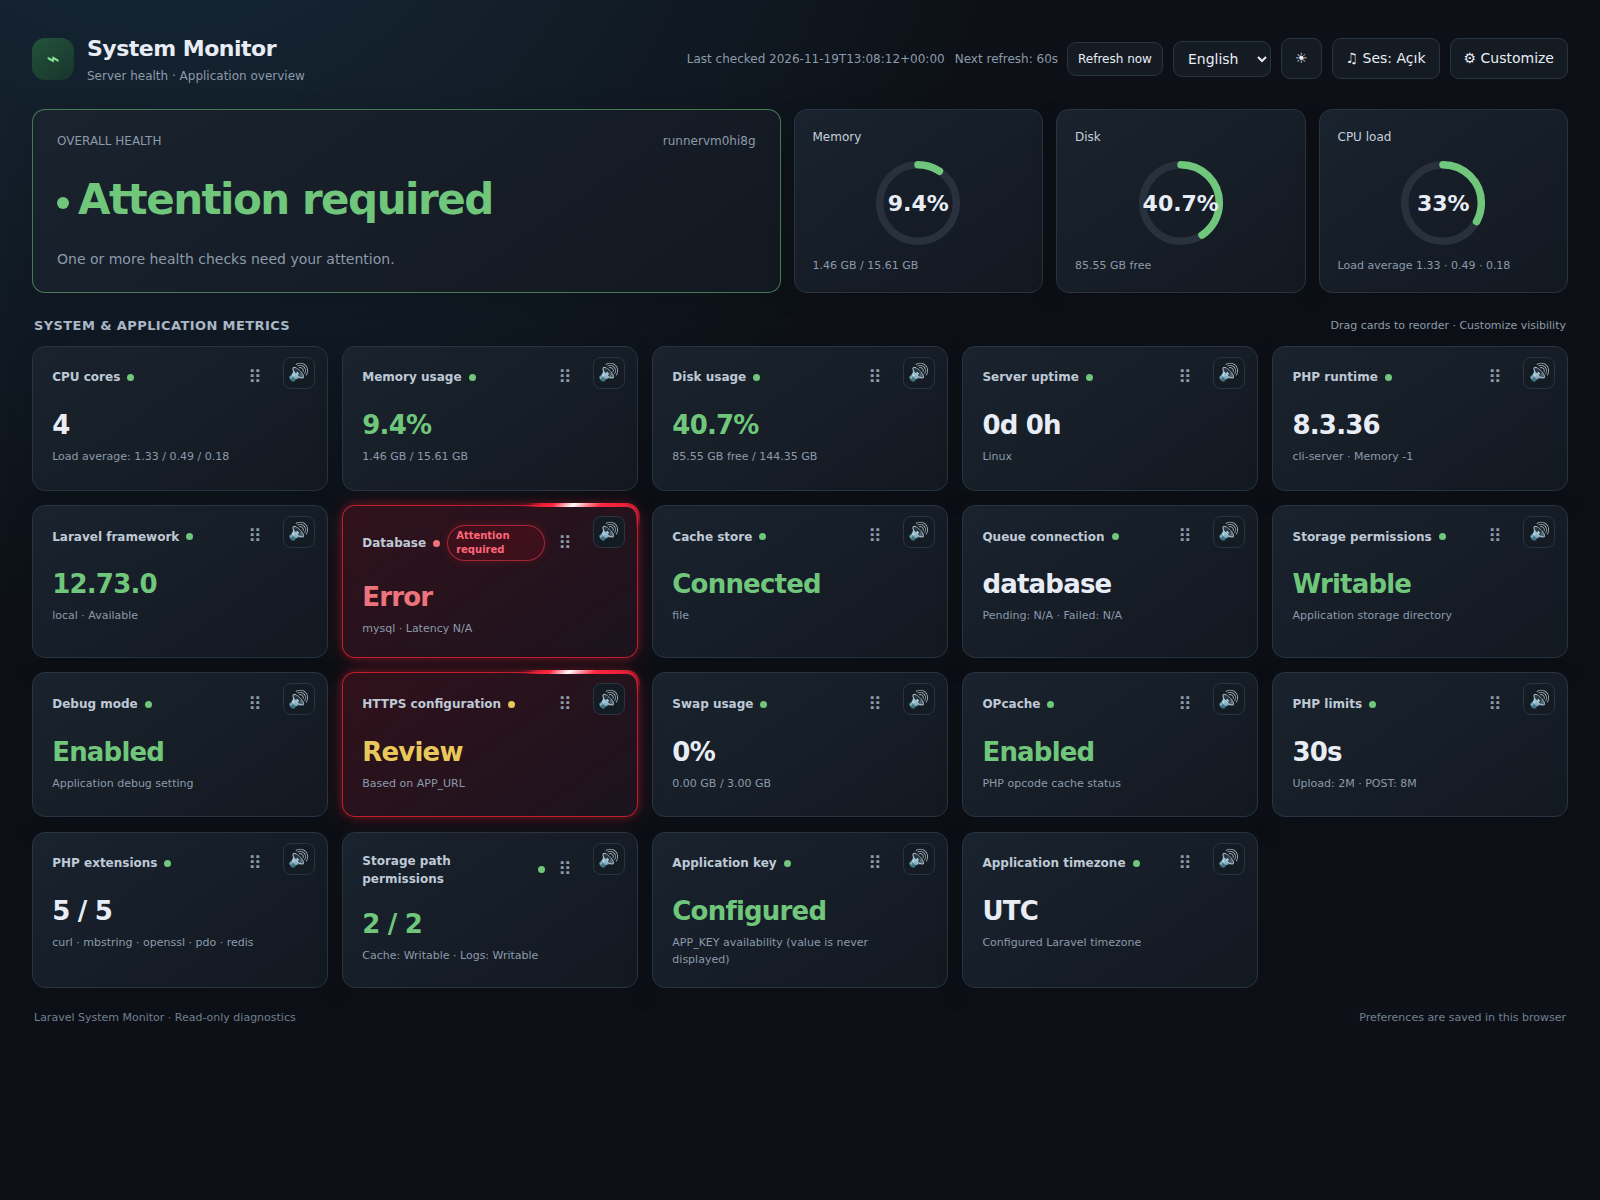 System Monitor
Server health · Application overview
Last checked 2026-11-19T13:08:12+00:00
Next refresh: 60s
Refresh now
English
☀
♫ Ses: Açık
⚙ Customize
OVERALL HEALTH
runnervm0hi8g
Attention required
One or more health checks need your attention.
Memory
9.4%
1.46 GB / 15.61 GB
Disk
40.7%
85.55 GB free
CPU load
33%
Load average 1.33 · 0.49 · 0.18
SYSTEM & APPLICATION METRICS
Drag cards to reorder · Customize visibility
CPU cores
4
Load average: 1.33 / 0.49 / 0.18
Memory usage
9.4%
1.46 GB / 15.61 GB
Disk usage
40.7%
85.55 GB free / 144.35 GB
Server uptime
0d 0h
Linux
PHP runtime
8.3.36
cli-server · Memory -1
Laravel framework
12.73.0
local · Available
Database
Attention
required
Error
mysql · Latency N/A
Cache store
Connected
file
Queue connection
database
Pending: N/A · Failed: N/A
Storage permissions
Writable
Application storage directory
Debug mode
Enabled
Application debug setting
HTTPS configuration
Review
Based on APP_URL
Swap usage
0%
0.00 GB / 3.00 GB
OPcache
Enabled
PHP opcode cache status
PHP limits
30s
Upload: 2M · POST: 8M
PHP extensions
5 / 5
curl · mbstring · openssl · pdo · redis
Storage path
permissions
2 / 2
Cache: Writable · Logs: Writable
Application key
Configured
APP_KEY availability (value is never
displayed)
Application timezone
UTC
Configured Laravel timezone
Laravel System Monitor · Read-only diagnostics
Preferences are saved in this browser